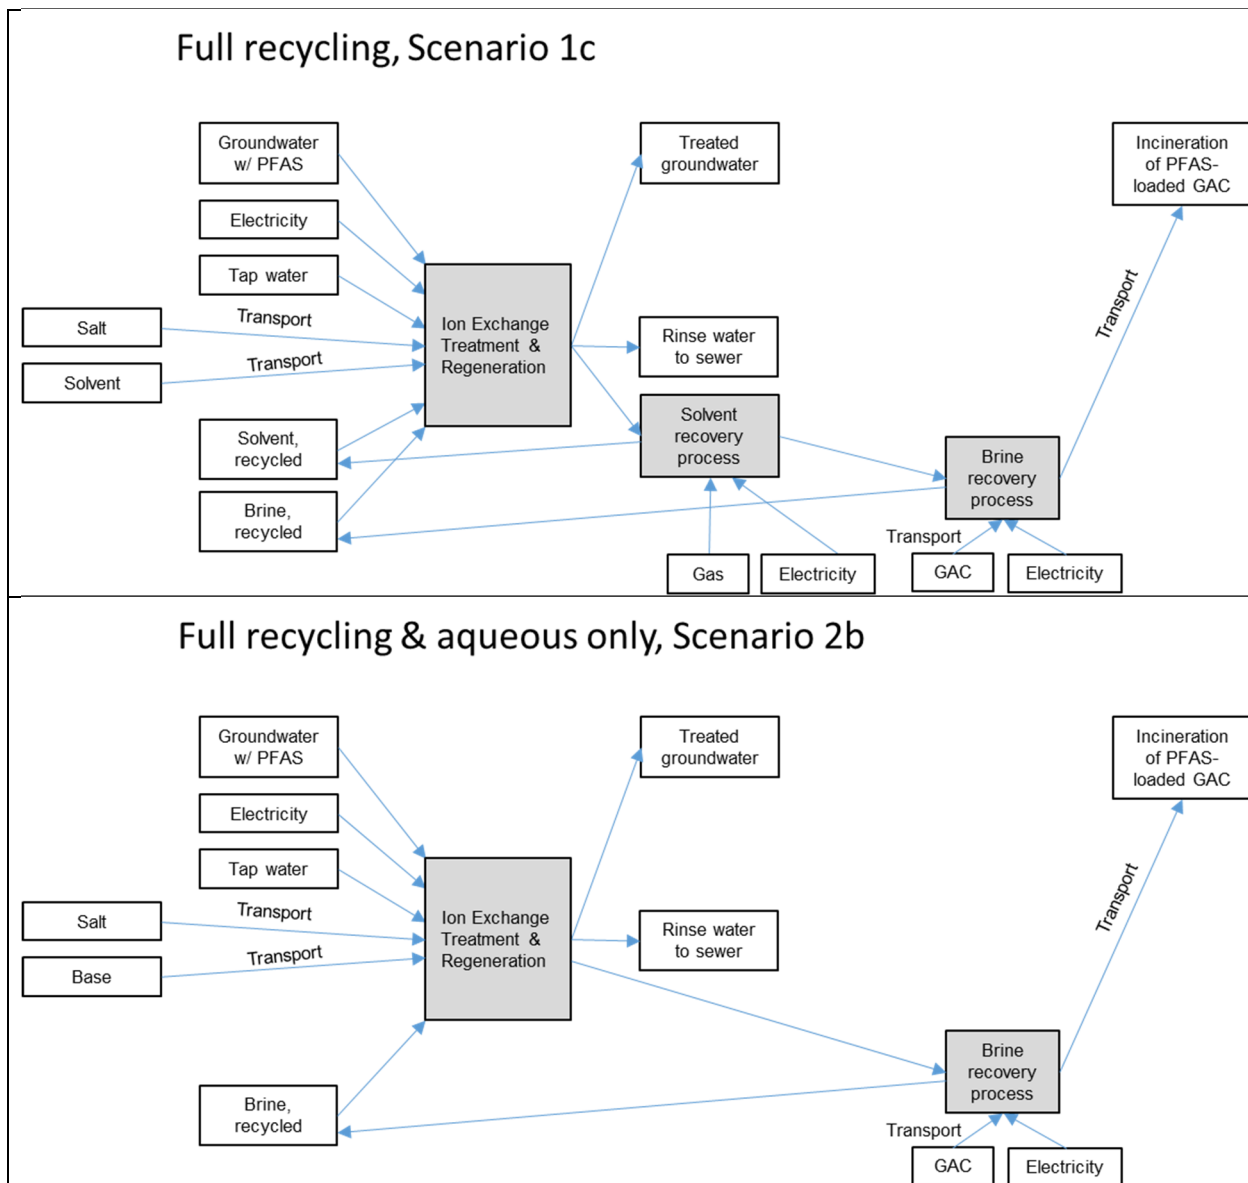 Full recycling, Scenario 1c
Groundwater
w/ PFAS
Electricity
Tap water
Salt
Transport
Solvent
Transport
Solvent,
recycled
Brine,
recycled
Ion Exchange
Treatment &
Regeneration
Treated
groundwater
Rinse water
to sewer
Solvent
recovery
process
Gas
Electricity
Brine
recovery
process
Transport
GAC
Electricity
Transport
Incineration
of PFAS-
loaded GAC
Full recycling & aqueous only, Scenario 2b
Groundwater
w/ PFAS
Electricity
Tap water
Salt
Transport
Base
Transport
Brine,
recycled
Ion Exchange
Treatment &
Regeneration
Treated
groundwater
Rinse water
to sewer
Brine
recovery
process
Transport
GAC
Electricity
Transport
Incineration
of PFAS-
loaded GAC